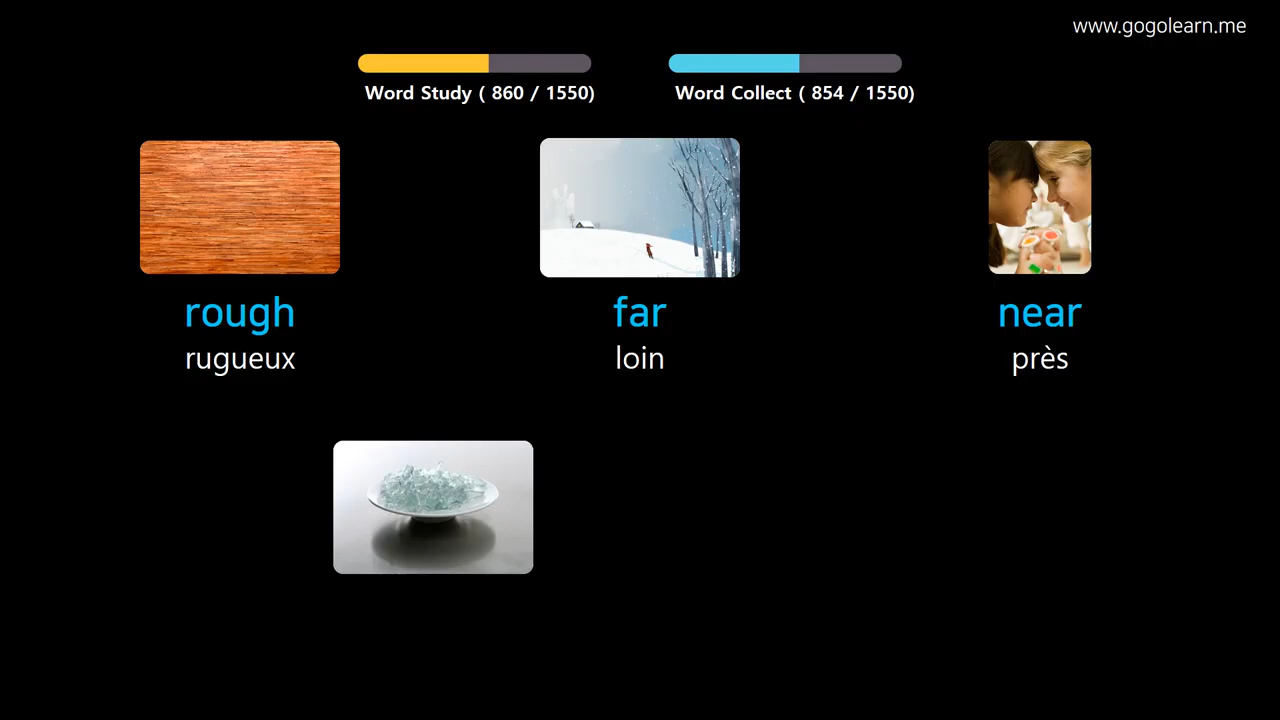 www.gogolearn.me
Word Study ( 860 / 1550)
Word Collect ( 854 / 1550)
rough
rugueux
far
loin
near
près